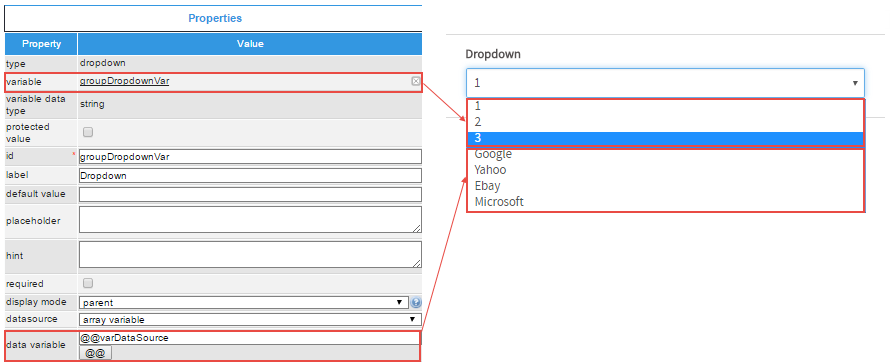 Properties
Property Value
type dropdown
variable groupDropdownVar
variable data
type
string
protected
value
id * groupDropdownVar
label Dropdown
default value
placeholder
hint
required
display mode parent
datasource array variable
data variable @@varDataSource
@@
Dropdown
1
1
2
3
Google
Yahoo
Ebay
Microsoft